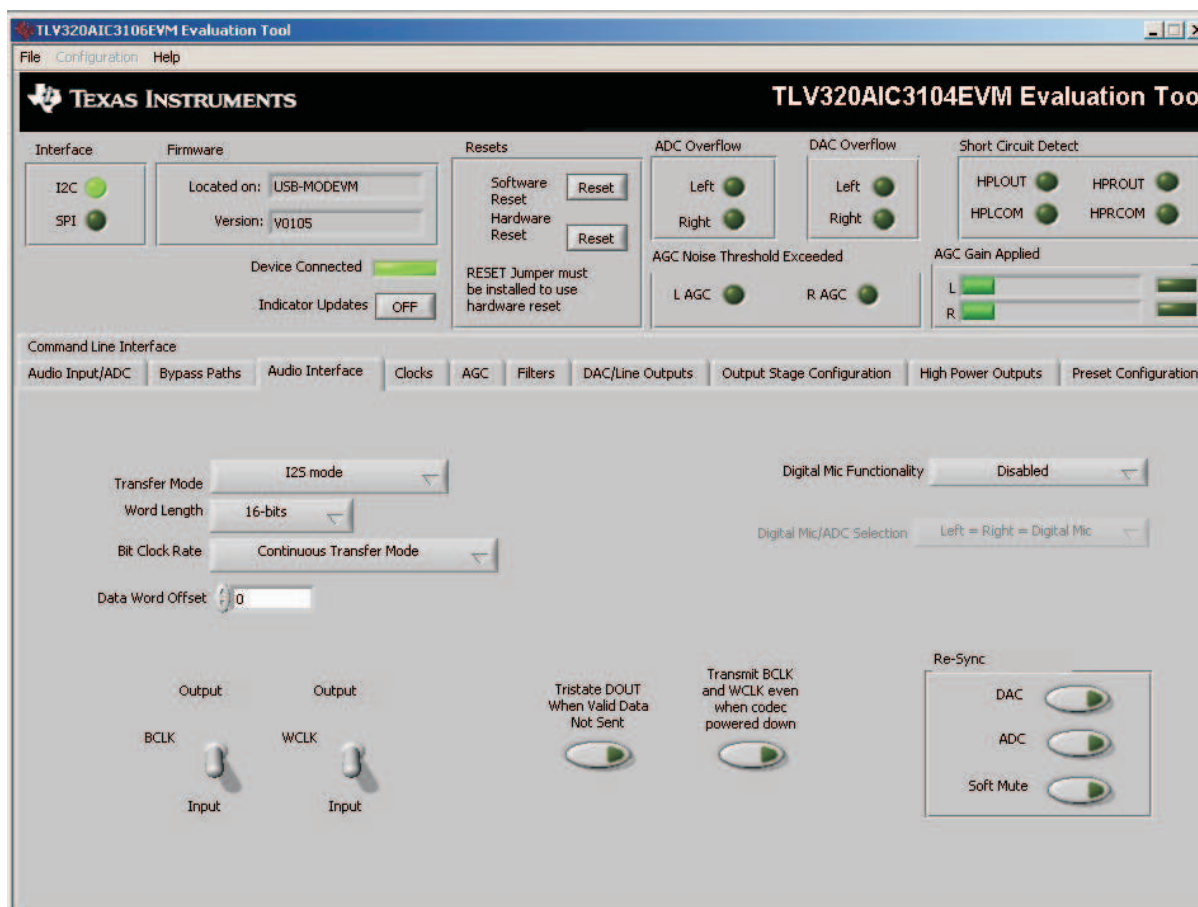 TLV320AIC3106EVM Evaluation Tool
File Configuration Help
TEXAS INSTRUMENTS
TLV320AIC3104EVM Evaluation Too
Interface
I2C
SPI
Firmware
Located on: USB-MODEVM
Version: V0105
Device Connected
Indicator Updates OFF
Resets
Software
Reset
Reset
Hardware
Reset
Reset
RESET Jumper must
be installed to use
hardware reset
ADC Overflow
Left
Right
DAC Overflow
Left
Right
Short Circuit Detect
HPLOUT HPROUT
HPLCOM HPRCOM
AGC Noise Threshold Exceeded
L AGC R AGC
AGC Gain Applied
L
R
Command Line Interface
Audio Input/ADC Bypass Paths Audio Interface Clocks AGC Filters DAC/Line Outputs Output Stage Configuration High Power Outputs Preset Configuration
Transfer Mode I2S mode
Word Length 16-bits
Bit Clock Rate Continuous Transfer Mode
Data Word Offset 0
Digital Mic Functionality Disabled
Digital Mic/ADC Selection Left = Right = Digital Mic
Output Output
BCLK WCLK
Input Input
Tristate DOUT
When Valid Data
Not Sent
Transmit BCLK
and WCLK even
when codec
powered down
Re-Sync
DAC
ADC
Soft Mute